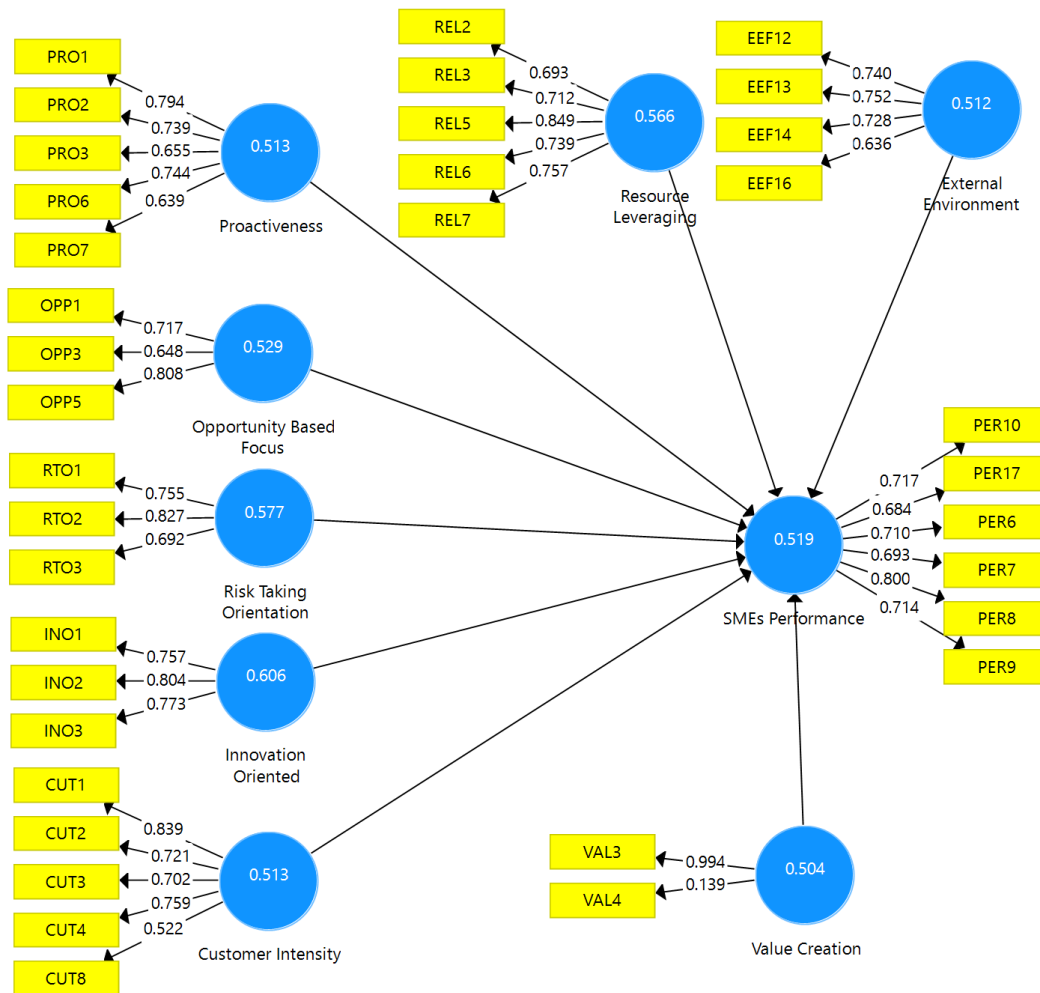 PRO1
PRO2
PRO3
PRO6
PRO7
0.794
0.739
0.655
0.744
0.639
0.513
Proactiveness
REL2
REL3
REL5
REL6
REL7
0.693
0.712
0.849
0.739
0.757
0.566
Resource
Leveraging
EEF12
EEF13
EEF14
EEF16
0.740
0.752
0.728
0.636
0.512
External
Environment
OPP1
OPP3
OPP5
0.717
0.648
0.808
0.529
Opportunity Based
Focus
RTO1
RTO2
RTO3
0.755
0.827
0.692
0.577
Risk Taking
Orientation
INO1
INO2
INO3
0.757
0.804
0.773
0.606
Innovation
Oriented
CUT1
CUT2
CUT3
CUT4
CUT8
0.839
0.721
0.702
0.759
0.522
0.513
Customer Intensity
0.519
SMEs Performance
0.717
0.684
0.710
0.693
0.800
0.714
PER10
PER17
PER6
PER7
PER8
PER9
VAL3
VAL4
0.994
0.139
0.504
Value Creation